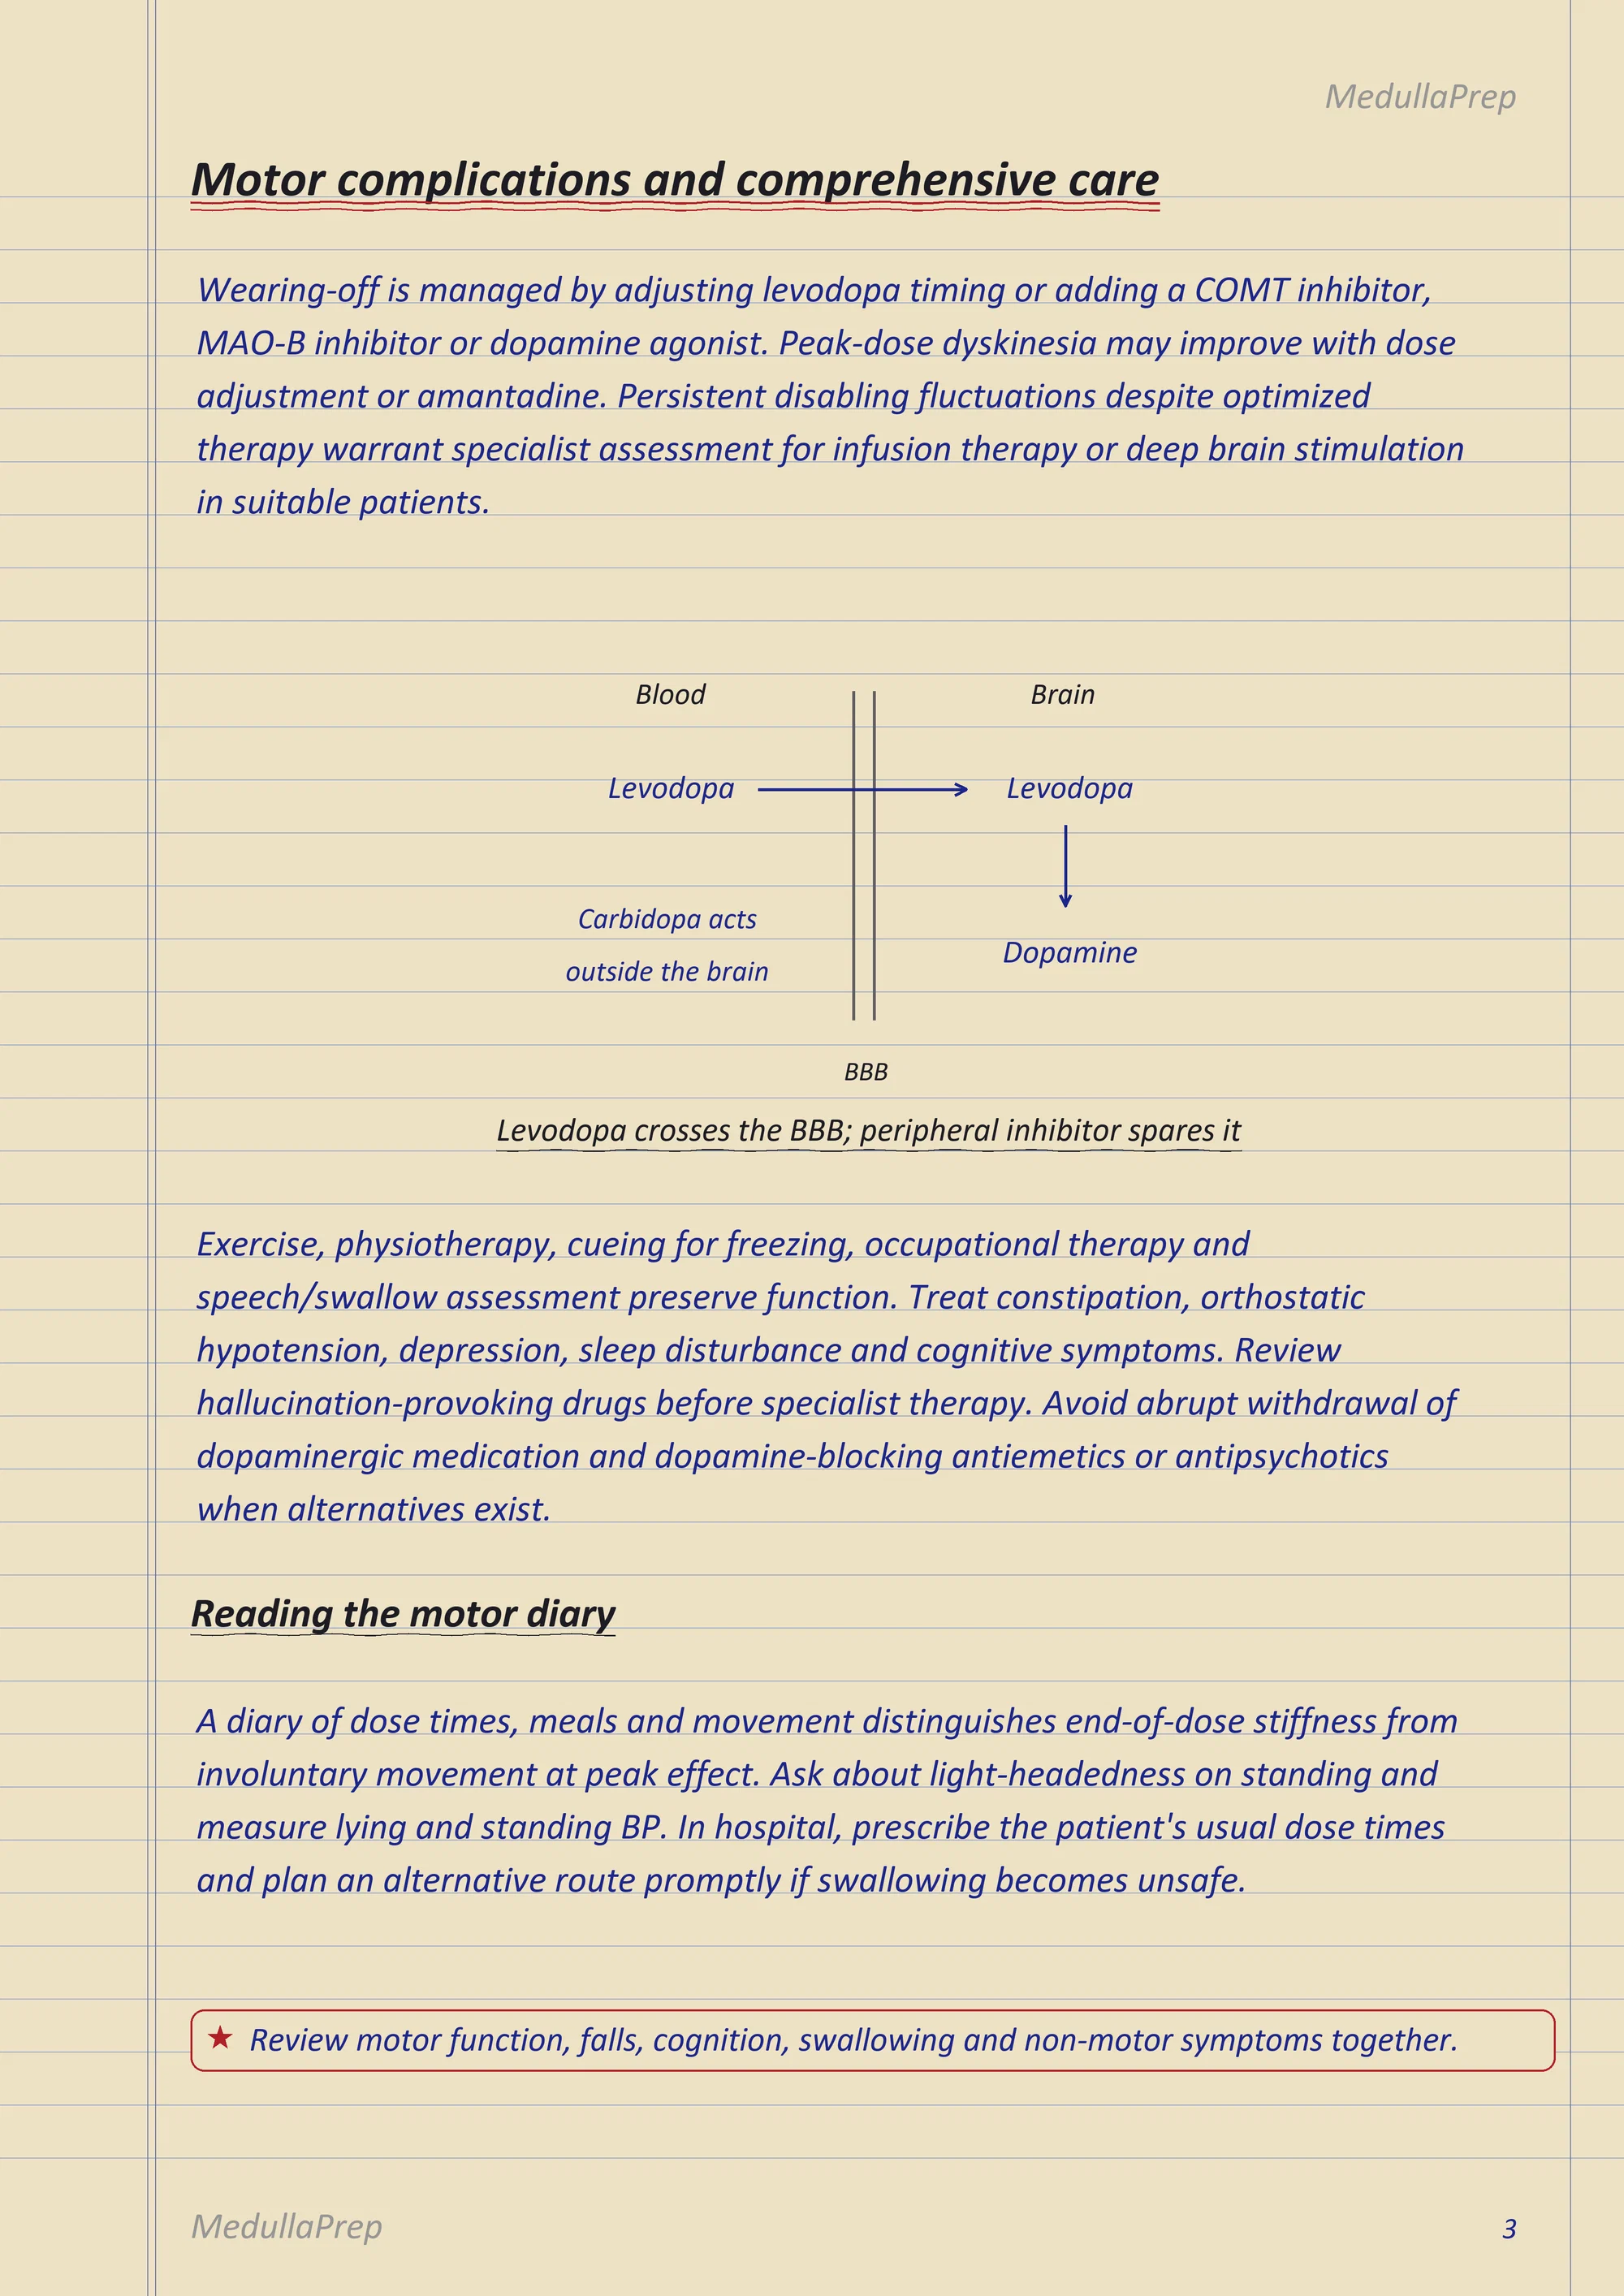 MedullaPrep
Motor complications and comprehensive care
Wearing-off is managed by adjusting levodopa timing or adding a COMT inhibitor,
MAO-B inhibitor or dopamine agonist. Peak-dose dyskinesia may improve with dose
adjustment or amantadine. Persistent disabling fluctuations despite optimized
therapy warrant specialist assessment for infusion therapy or deep brain stimulation
in suitable patients.
Blood Brain
Levodopa Levodopa
Carbidopa acts
outside the brain
Dopamine
BBB
Levodopa crosses the BBB; peripheral inhibitor spares it
Exercise, physiotherapy, cueing for freezing, occupational therapy and
speech/swallow assessment preserve function. Treat constipation, orthostatic
hypotension, depression, sleep disturbance and cognitive symptoms. Review
hallucination-provoking drugs before specialist therapy. Avoid abrupt withdrawal of
dopaminergic medication and dopamine-blocking antiemetics or antipsychotics
when alternatives exist.
Reading the motor diary
A diary of dose times, meals and movement distinguishes end-of-dose stiffness from
involuntary movement at peak effect. Ask about light-headedness on standing and
measure lying and standing BP. In hospital, prescribe the patient's usual dose times
and plan an alternative route promptly if swallowing becomes unsafe.
★ Review motor function, falls, cognition, swallowing and non-motor symptoms together.
MedullaPrep 3